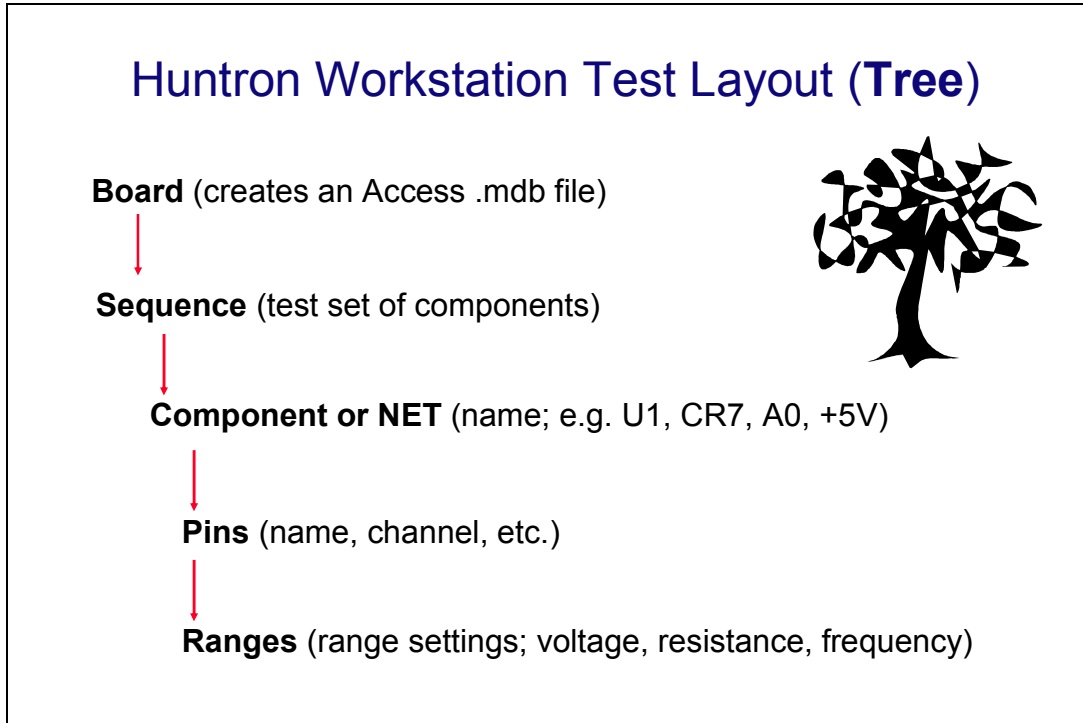 Huntron Workstation Test Layout (Tree)
Board (creates an Access .mdb file)
Sequence (test set of components)
Component or NET (name; e.g. U1, CR7, A0, +5V)
Pins (name, channel, etc.)
Ranges (range settings; voltage, resistance, frequency)